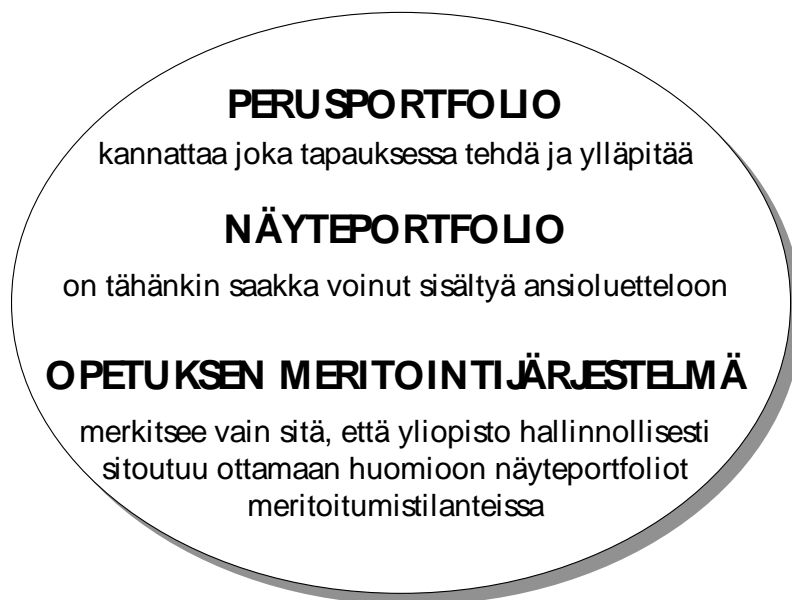 PERUSPORTFOLIO
kannattaa joka tapauksessa tehdä ja ylläpitää
NÄYTEPORTFOLIO
on tähänkin saakka voinut sisältyä ansioluetteloon
OPETUKSEN MERITOINTIJÄRJESTELMÄ
merkitsee vain sitä, että yliopisto hallinnollisesti
sitoutuu ottamaan huomioon näyteportfoliot
meritoitumistilanteissa